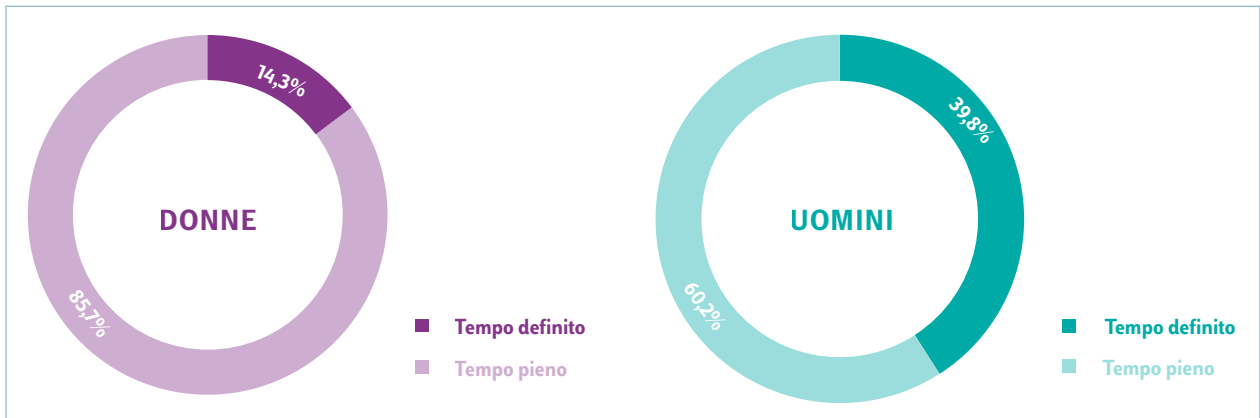 14,3%
DONNE
85,7%
Tempo definito
Tempo pieno
39,8%
UOMINI
60,2%
Tempo definito
Tempo pieno